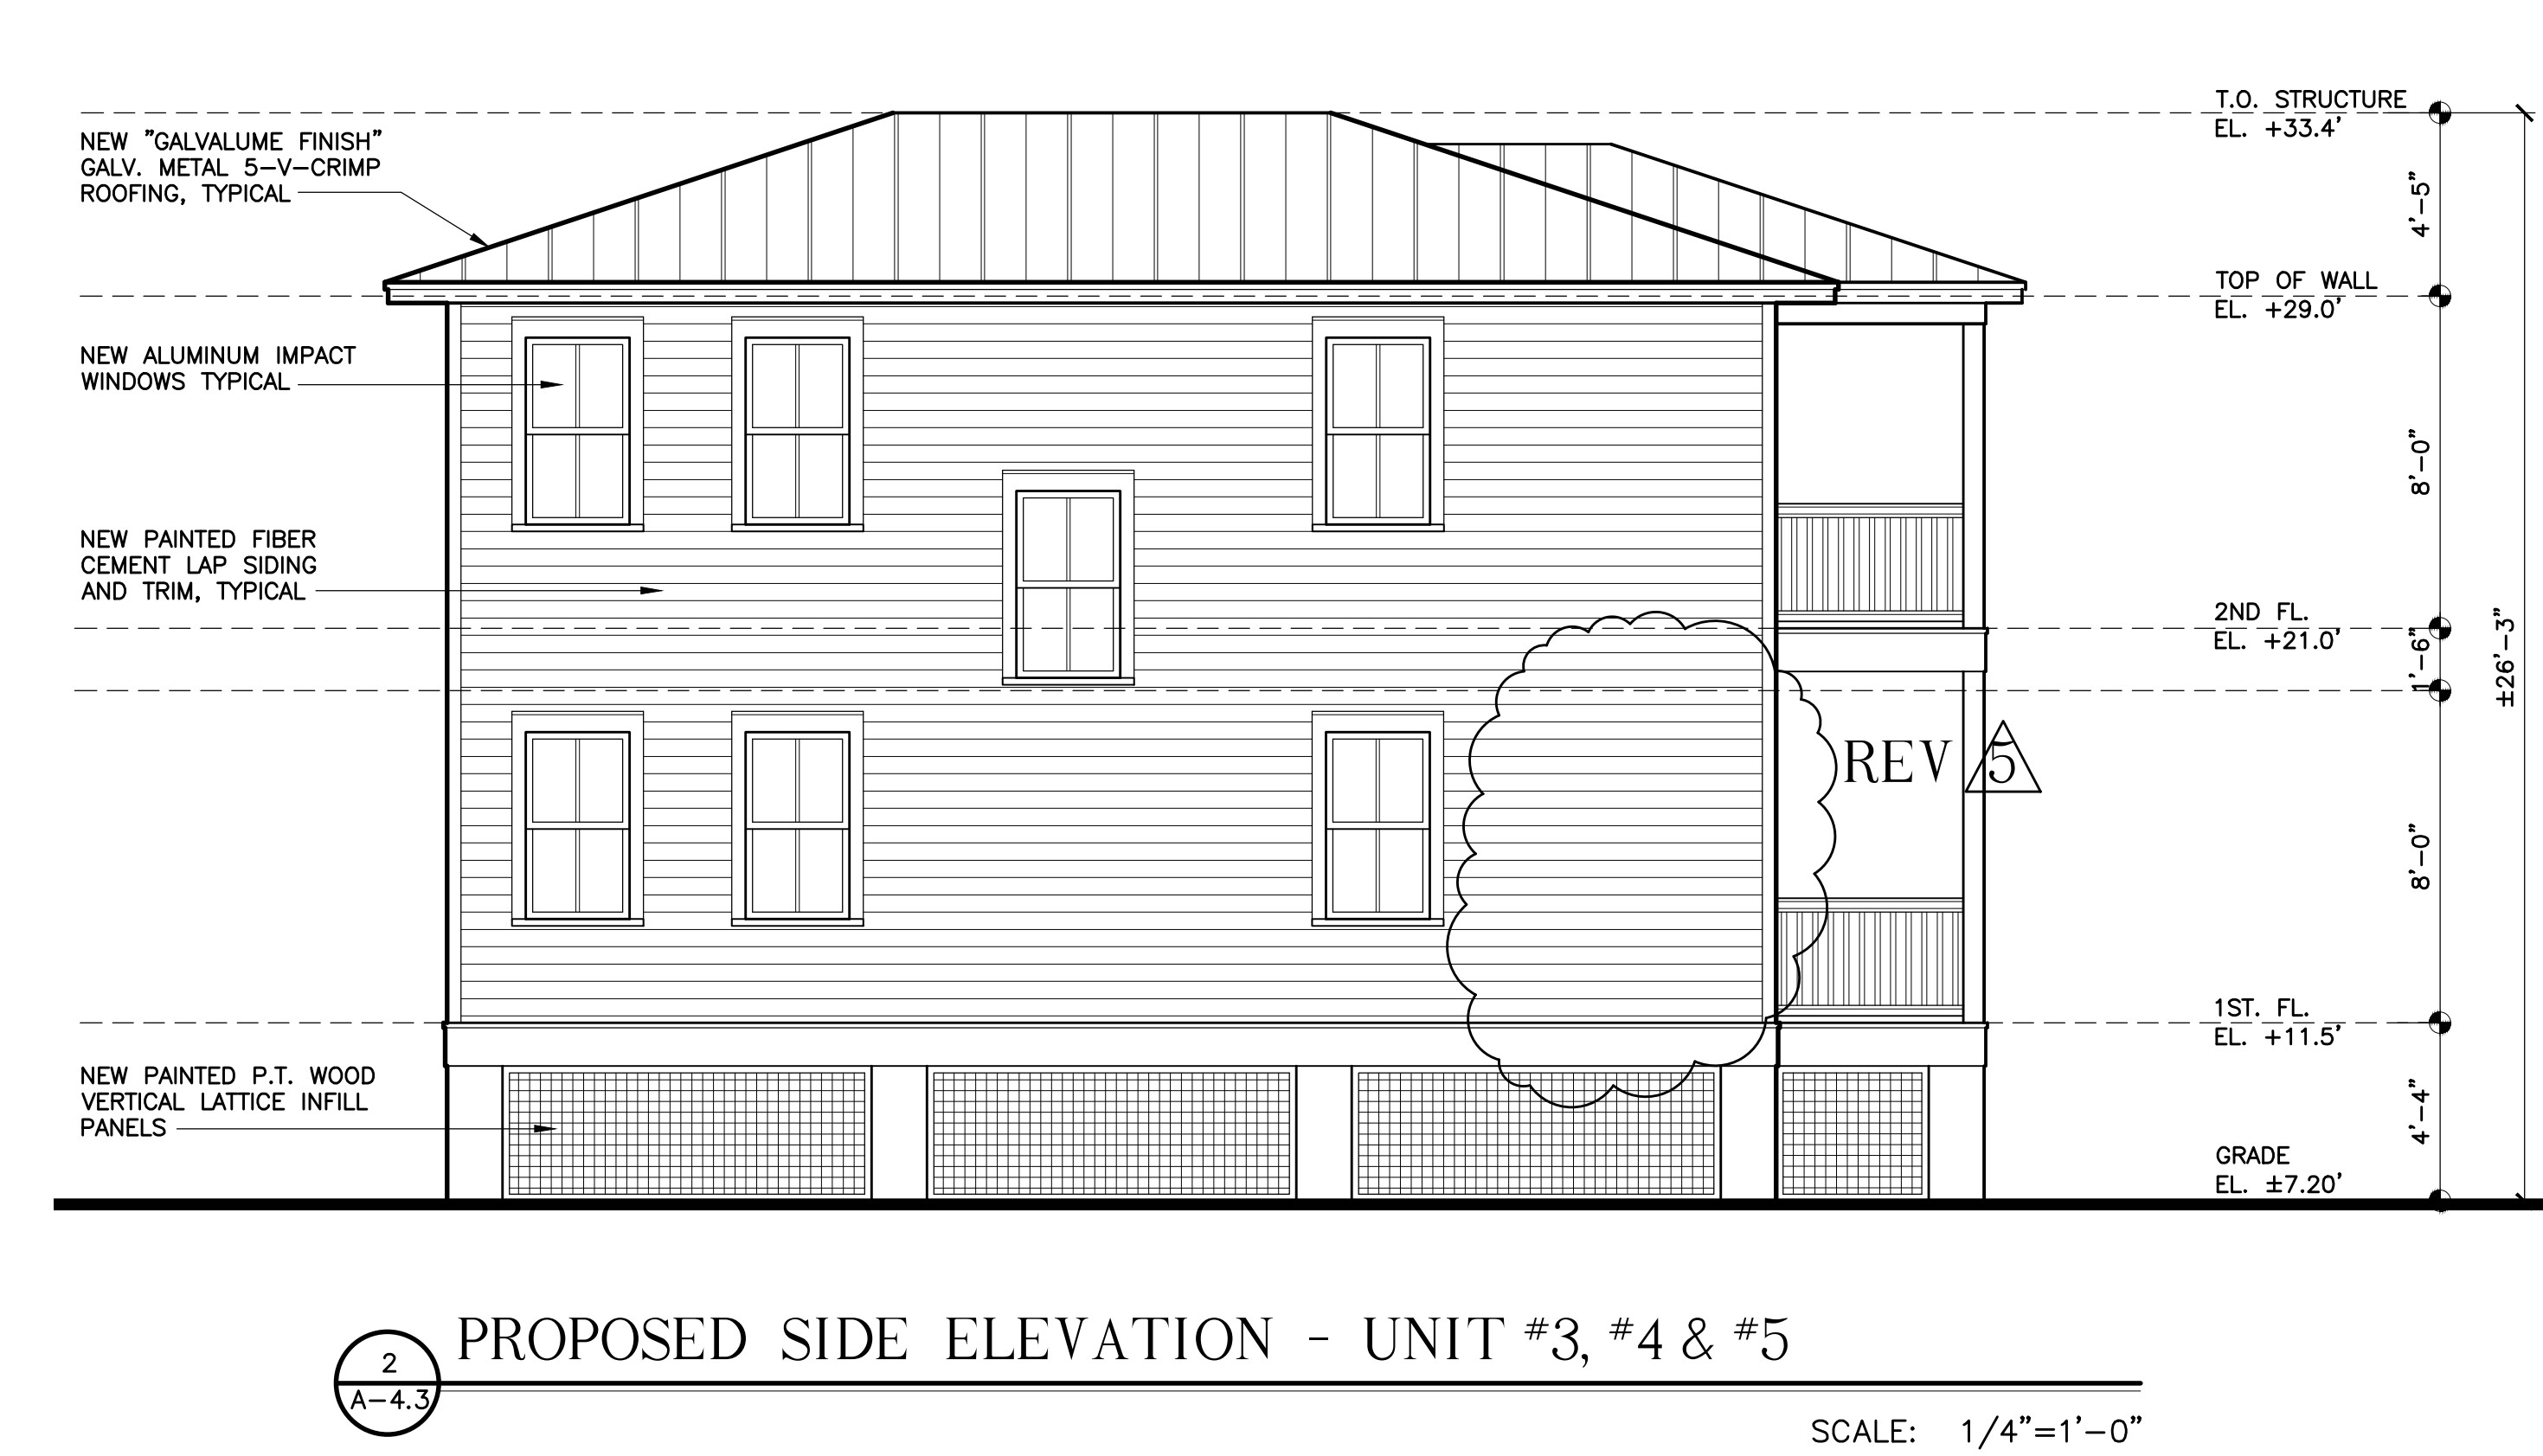 NEW "GALVALUME FINISH"
GALV. METAL 5-V-CRIMP
ROOFING, TYPICAL
NEW ALUMINUM IMPACT
WINDOWS TYPICAL
NEW PAINTED FIBER
CEMENT LAP SIDING
AND TRIM, TYPICAL
NEW PAINTED P.T. WOOD
VERTICAL LATTICE INFILL
PANELS
REV 5
T.O. STRUCTURE
EL. +33.4'
4'-5"
TOP OF WALL
EL. +29.0'
8'-0"
2ND FL.
EL. +21.0'
1'-6"
±26'-3"
8'-0"
1ST. FL.
EL. +11.5'
4'-4"
GRADE
EL. ±7.20'
2
A-4.3
PROPOSED SIDE ELEVATION - UNIT #3, #4 & #5
SCALE: 1/4"=1'-0"